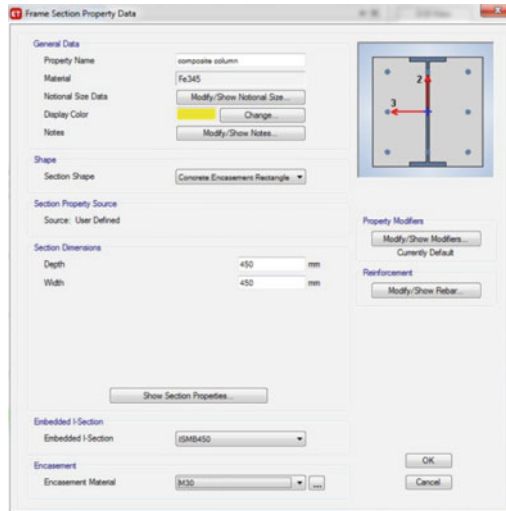 ET Frame Section Property Data
General Data
Property Name composite column
Material Fe345
Notional Size Data Modify/Show Notional Size...
Display Color Change...
Notes Modify/Show Notes...
Shape
Section Shape Concrete Encasement Rectangle
Section Property Source
Source: User Defined
Section Dimensions
Depth 450 mm
Width 450 mm
Show Section Properties...
Embedded I-Section
Embedded I-Section ISMB450
Encasement
Encasement Material M30 ...
2
3
Property Modifiers
Modify/Show Modifiers...
Currently Default
Reinforcement
Modify/Show Rebar...
OK
Cancel